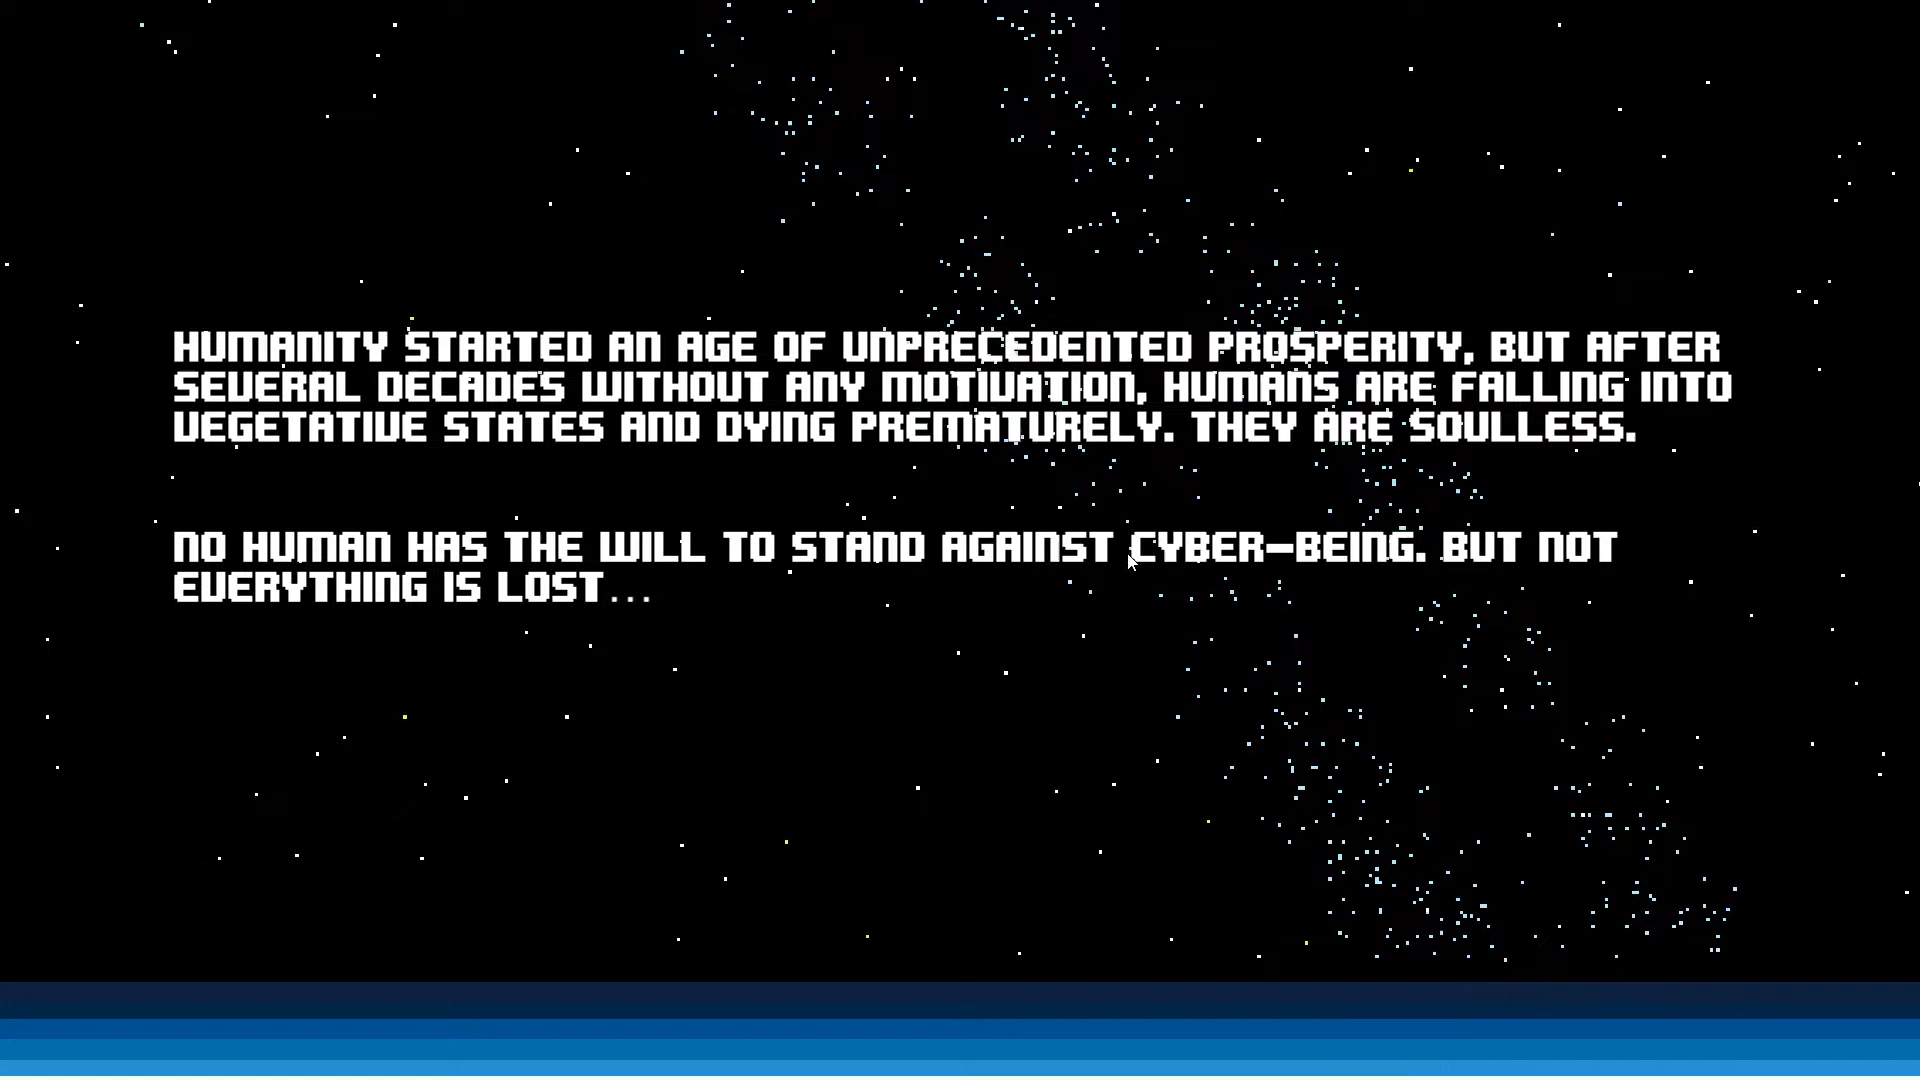 HUMANITY STARTED AN AGE OF UNPRECEDENTED PROSPERITY, BUT AFTER
SEVERAL DECADES WITHOUT ANY MOTIVATION, HUMANS ARE FALLING INTO
VEGETATIVE STATES AND DYING PREMATURELY. THEY ARE SOULLESS.
NO HUMAN HAS THE WILL TO STAND AGAINST CYBER-BEING. BUT NOT
EVERYTHING IS LOST...